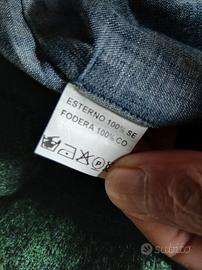 ESTERNO 100% SE
FODERA 100% CO
P
subito